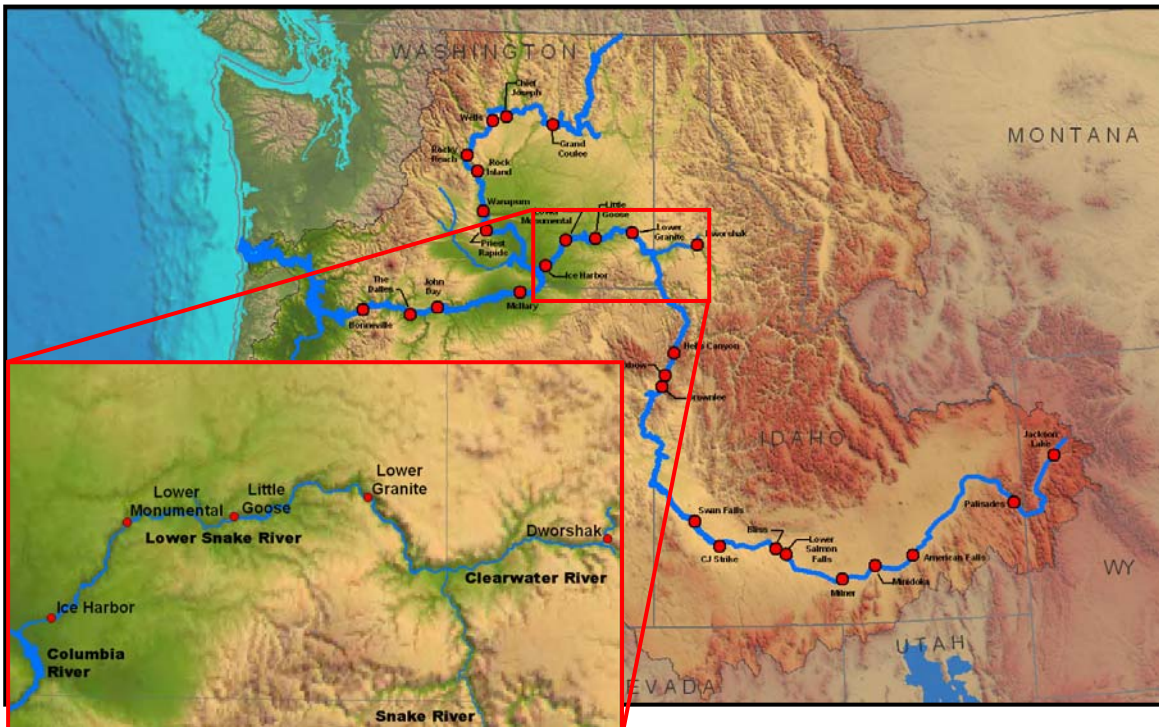 WASHINGTON
Chief
Joseph
Wells
Grand
Coulee
MONTANA
Rocky
Reach
Rock
Island
Wanapum
Little
Goose
Monumental
Lower
Granite
Dworshak
Priest
Rapids
Ice Harbor
The
Dalles
John
Day
McNary
Bonneville
Hells Canyon
Brownlee
IDAHO
Jackson
Lake
Palisades
Swan Falls
Bliss
Lower
Salmon
Falls
CJ Strike
American Falls
Minidoka
Milner
WY
UTAH
EVADA
Lower
Granite
Lower
Monumental
Little
Goose
Lower Snake River
Dworshak
Clearwater River
Ice Harbor
Columbia
River
Snake River